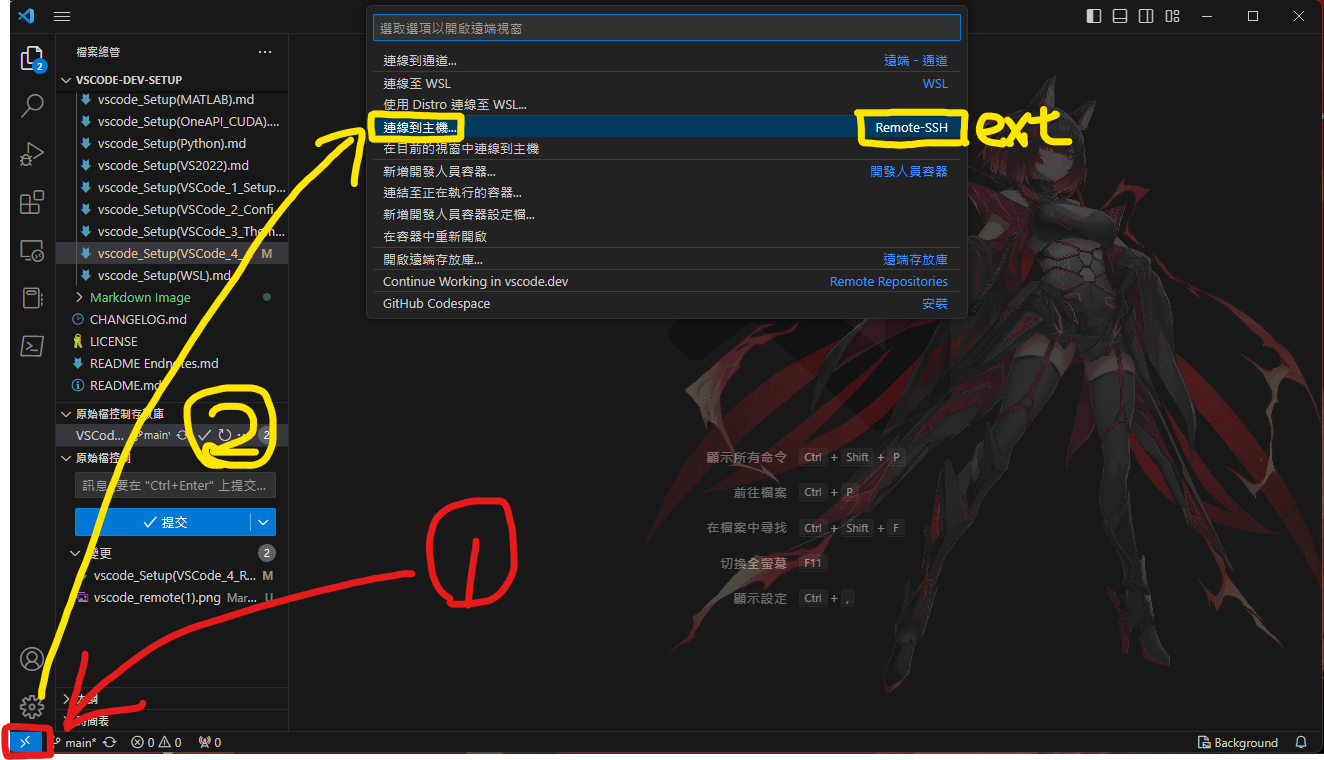 選取選項以開啟遠端視窗
連線到通道... 遠端 - 通道
連線至 WSL WSL
使用 Distro 連線至 WSL...
連線到主機... Remote-SSH ext
在目前的視窗中連線到主機
新增開發人員容器... 開發人員容器
連結至正在執行的容器...
新增開發人員容器設定檔...
在容器中重新開啟
開啟遠端存放庫... 遠端存放庫
Continue Working in vscode.dev Remote Repositories
GitHub Codespace 安裝
檔案總管
2
VSCODE-DEV-SETUP
vscode_Setup(MATLAB).md
vscode_Setup(OneAPI_CUDA)....
vscode_Setup(Python).md
vscode_Setup(VS2022).md
vscode_Setup(VSCode_1_Setup...
vscode_Setup(VSCode_2_Confi...
vscode_Setup(VSCode_3_Them...
vscode_Setup(VSCode_4_ M
vscode_Setup(WSL).md
Markdown Image
CHANGELOG.md
LICENSE
README Endnotes.md
README.md
原始檔控制存放庫
VSCod... main* 2
2
原始檔控制
訊息 (要在 "Ctrl+Enter" 上提交...
提交
變更 2
vscode_Setup(VSCode_4_R... M
vscode_remote(1).png Mar... U
1
大綱
時間表
顯示所有命令 Ctrl + Shift + P
前往檔案 Ctrl + P
在檔案中尋找 Ctrl + Shift + F
切換全螢幕 F11
顯示設定 Ctrl + ,
main* 0 0 0 Background